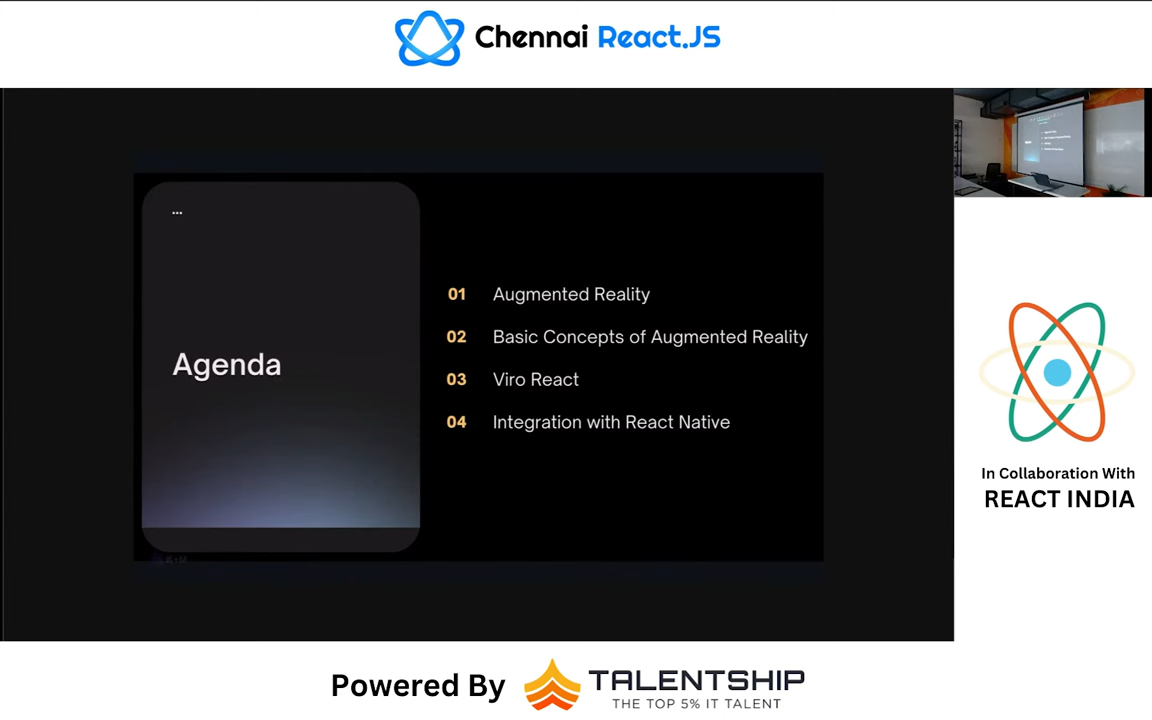 Chennai React.JS
...
Agenda
01 Augmented Reality
02 Basic Concepts of Augmented Reality
03 Viro React
04 Integration with React Native
In Collaboration With
REACT INDIA
Powered By TALENTSHIP
THE TOP 5% IT TALENT